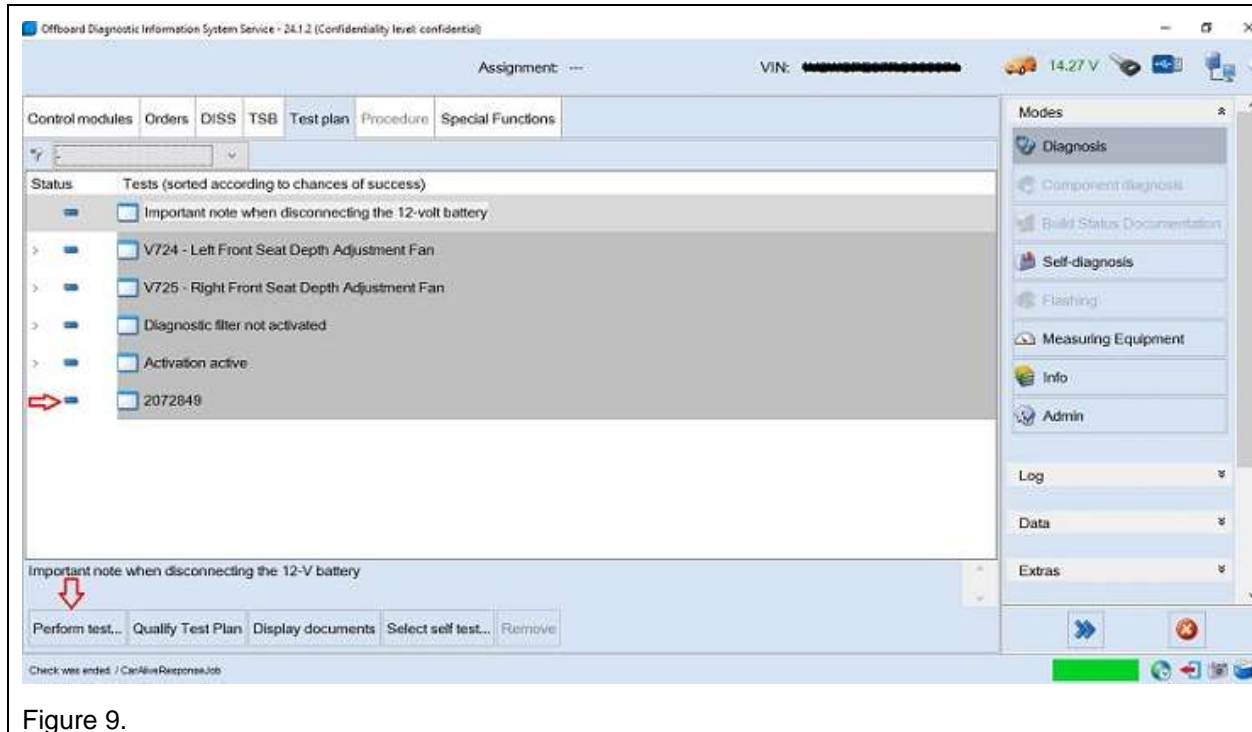 Offboard Diagnostic Information System Service - 24.1.2 (Confidentiality level: confidential)
Assignment: --- VIN: 14.27 V
Control modules Orders DISS TSB Test plan Procedure Special Functions
-
Status Tests (sorted according to chances of success)
Important note when disconnecting the 12-volt battery
V724 - Left Front Seat Depth Adjustment Fan
V725 - Right Front Seat Depth Adjustment Fan
Diagnostic filter not activated
Activation active
2072849
Important note when disconnecting the 12-V battery
Perform test... Qualify Test Plan Display documents Select self test... Remove
Check was ended. / CarAliveResponseJob
Modes
Diagnosis
Component diagnosis
Build Status Documentation
Self-diagnosis
Flashing
Measuring Equipment
Info
Admin
Log
Data
Extras
Figure 9.